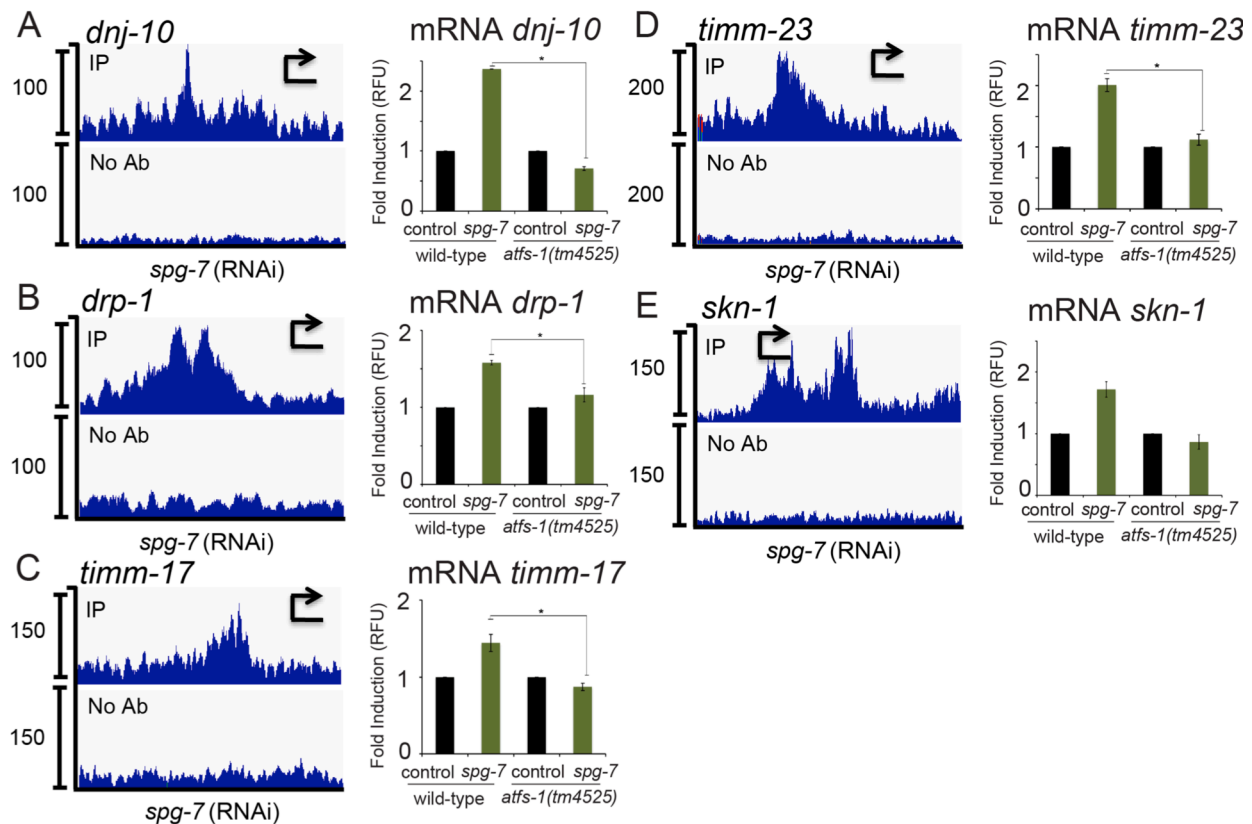 A
dnj-10
100
IP
100
No Ab
spg-7 (RNAi)
mRNA dnj-10
Fold Induction (RFU)
2
1
0
control spg-7 control spg-7
wild-type atfs-1(tm4525)
*
B
drp-1
100
IP
100
No Ab
spg-7 (RNAi)
mRNA drp-1
Fold Induction (RFU)
2
1
0
control spg-7 control spg-7
wild-type atfs-1(tm4525)
*
C
timm-17
150
IP
150
No Ab
spg-7 (RNAi)
mRNA timm-17
Fold Induction (RFU)
2
1
0
control spg-7 control spg-7
wild-type atfs-1(tm4525)
*
D
timm-23
200
IP
200
No Ab
spg-7 (RNAi)
mRNA timm-23
Fold Induction (RFU)
2
1
0
control spg-7 control spg-7
wild-type atfs-1(tm4525)
*
E
skn-1
150
IP
150
No Ab
spg-7 (RNAi)
mRNA skn-1
Fold Induction (RFU)
2
1
0
control spg-7 control spg-7
wild-type atfs-1(tm4525)